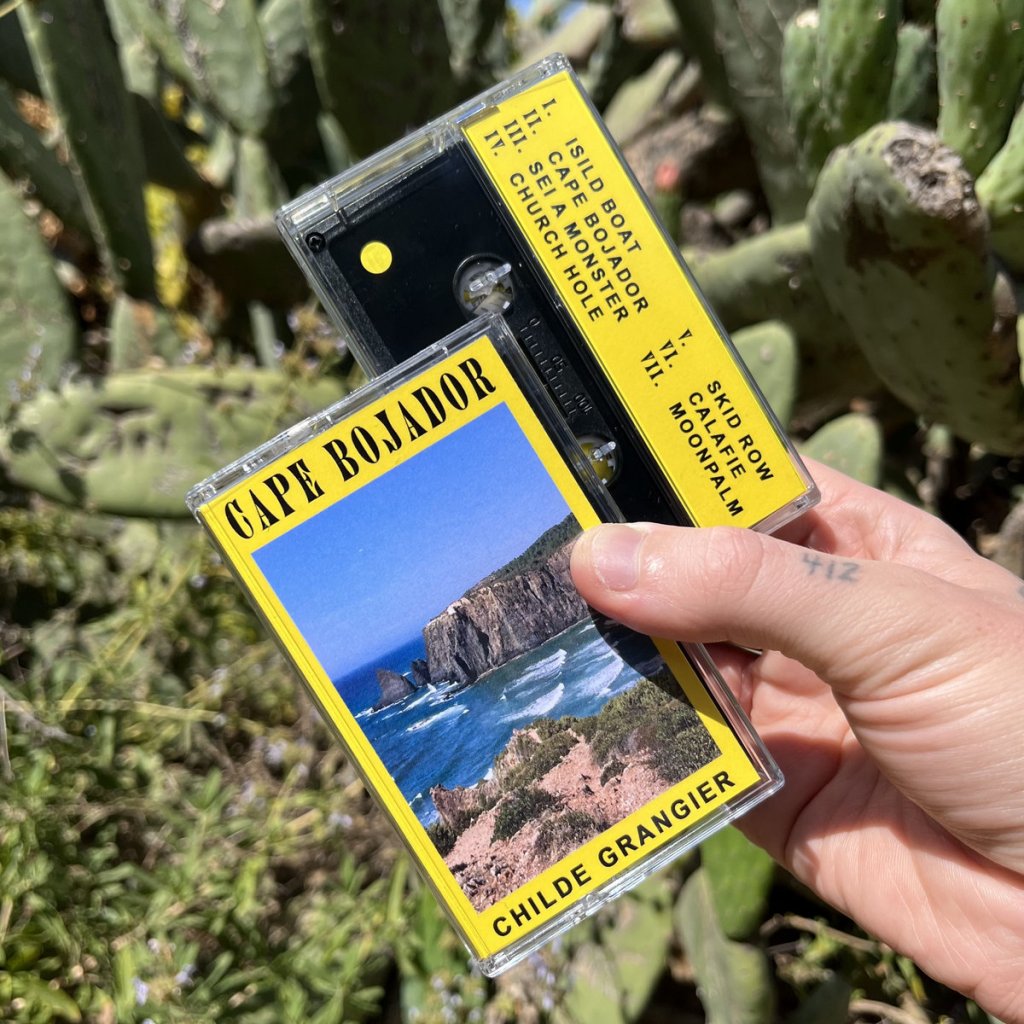 CAPE BOJADOR
CHILDE GRANGIER
I. ISILD BOAT
II. CAPE BOJADOR
III. SEI A MONSTER
IV. CHURCH HOLE
V. SKID ROW
VI. CALAFIE
VII. MOONPALM
412